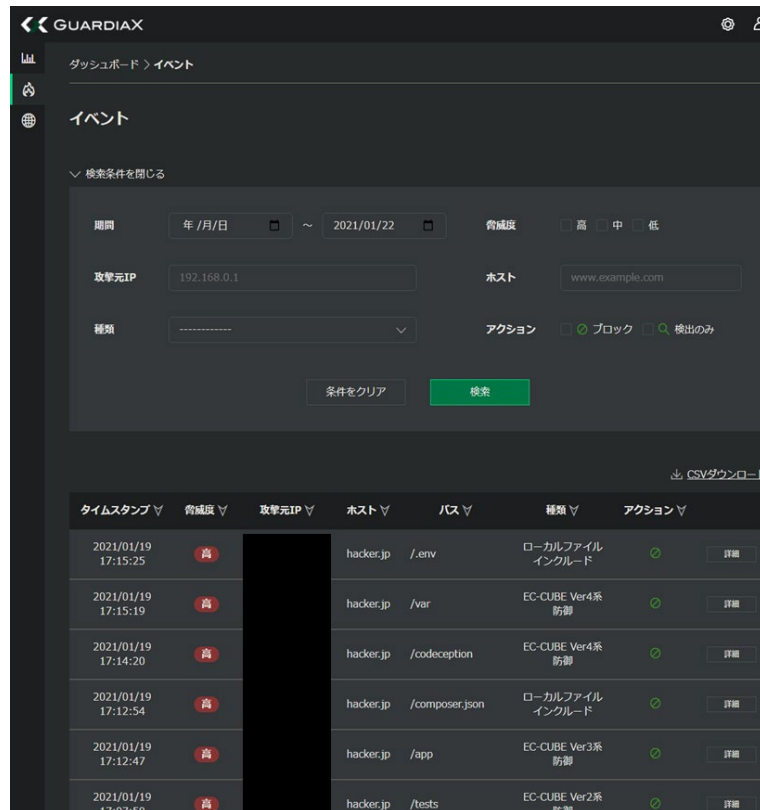 GUARDIAX
ダッシュボード 〉イベント
イベント
検索条件を閉じる
期間 年 /月/日 ～ 2021/01/22 脅威度 高 中 低
攻撃元IP 192.168.0.1 ホスト www.example.com
種類 ------------ アクション ブロック 検出のみ
条件をクリア 検索
CSVダウンロード
タイムスタンプ 脅威度 攻撃元IP ホスト パス 種類 アクション
2021/01/19 17:15:25 高 hacker.jp /.env ローカルファイルインクルード 詳細
2021/01/19 17:15:19 高 hacker.jp /var EC-CUBE Ver4系防御 詳細
2021/01/19 17:14:20 高 hacker.jp /codeception EC-CUBE Ver4系防御 詳細
2021/01/19 17:12:54 高 hacker.jp /composer.json ローカルファイルインクルード 詳細
2021/01/19 17:12:47 高 hacker.jp /app EC-CUBE Ver3系防御 詳細
2021/01/19 高 hacker.jp /tests EC-CUBE Ver2系 詳細